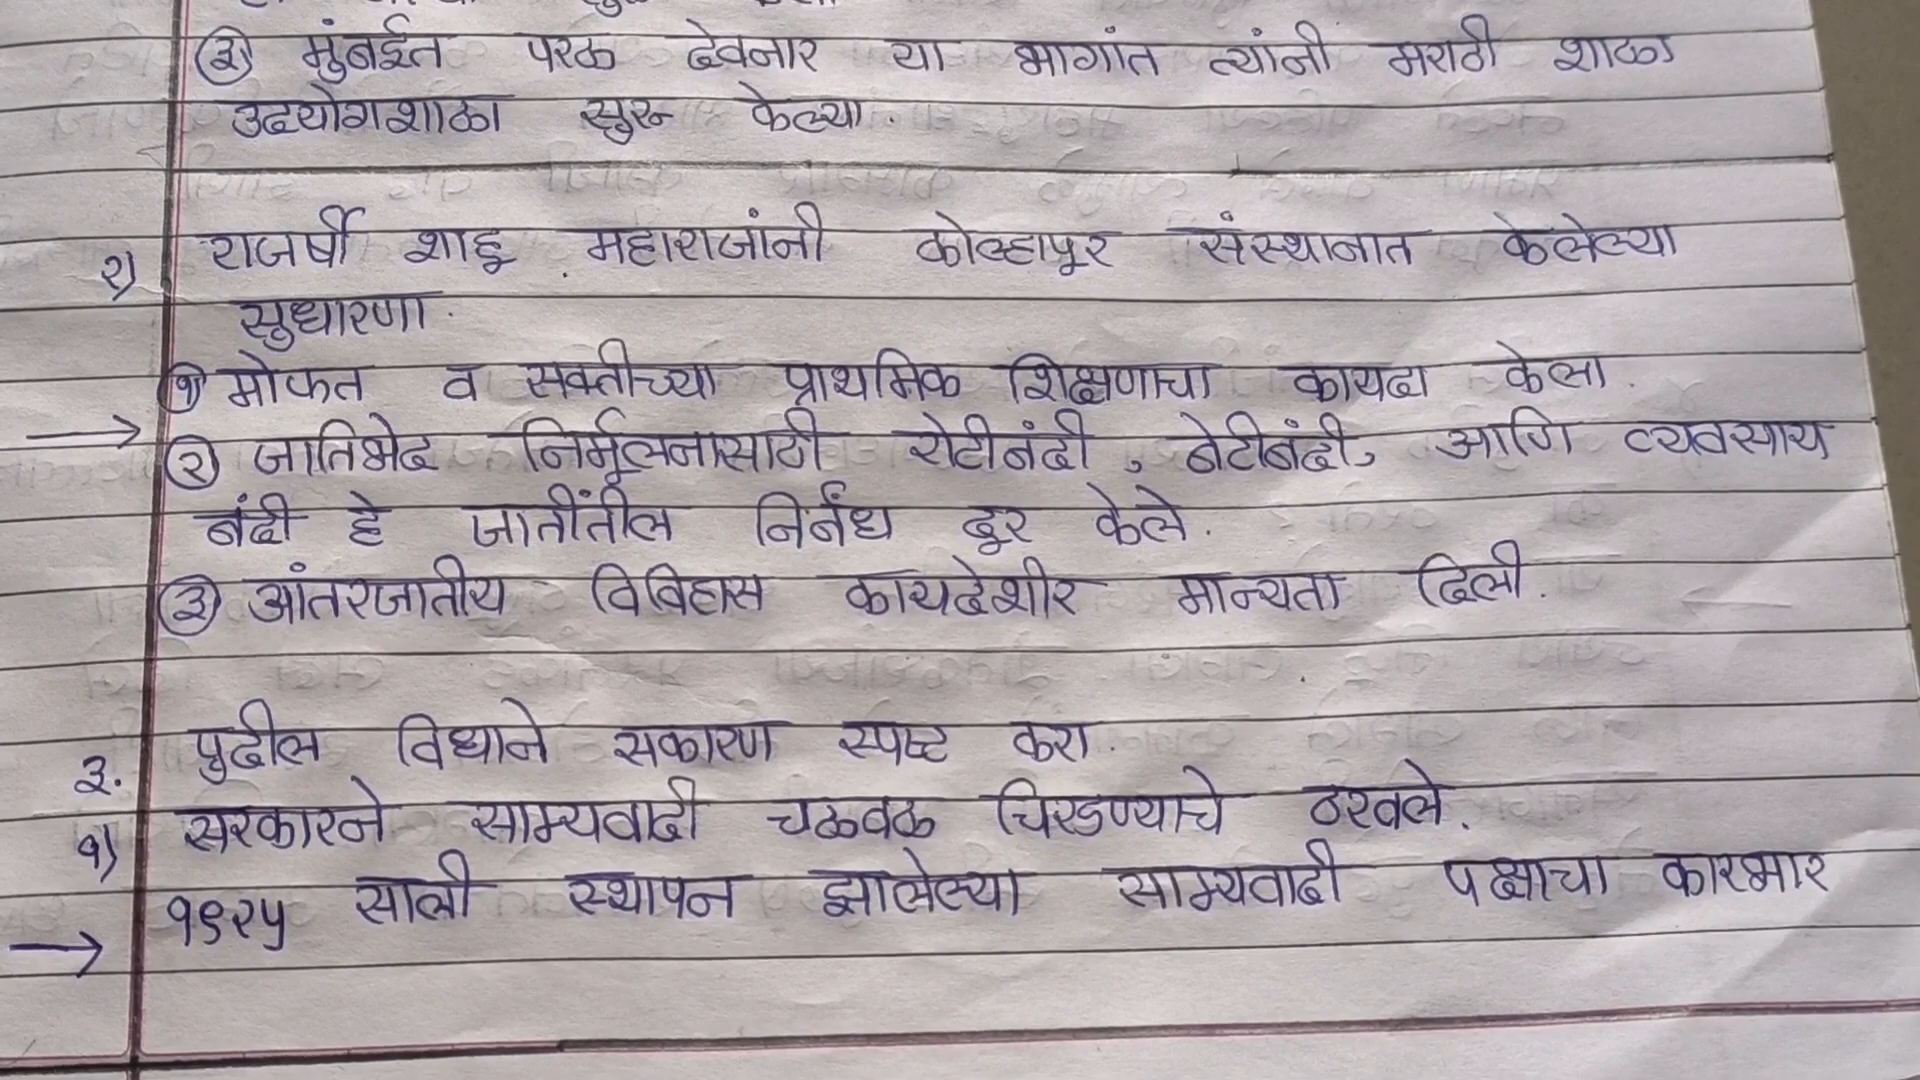 ③ मुंबईत परळ देवनार या भागांत त्यांनी मराठी शाळा
उदयोगशाळा सुरू केल्या.
२) राजर्षी शाहू महाराजांनी कोल्हापूर संस्थानात केलेल्या
सुधारणा.
① मोफत व सक्तीच्या प्राथमिक शिक्षणाचा कायदा केला.
→ ② जातिभेद निर्मूलनासाठी रोटीबंदी, बेटीबंदी, आणि व्यवसाय
बंदी हे जातींतील निर्बंध दूर केले.
③ आंतरजातीय विविहास कायदेशीर मान्यता दिली.
३. पुढील विधाने सकारण स्पष्ट करा.
१) सरकारने साम्यवादी चळवळ चिरडण्याचे ठरवले.
→ १९२५ साली स्थापन झालेल्या साम्यवादी पक्षाचा कारभार